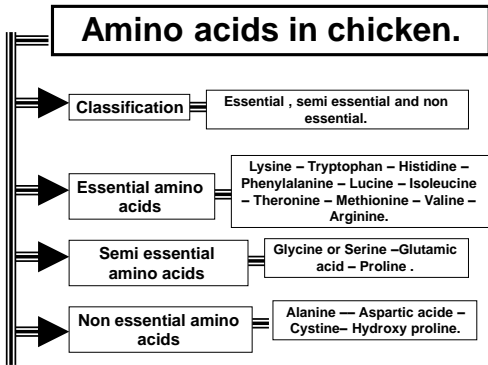 Amino acids in chicken.
Classification
Essential , semi essential and non
essential.
Essential amino
acids
Lysine – Tryptophan – Histidine –
Phenylalanine – Lucine – Isoleucine
– Theronine – Methionine – Valine –
Arginine.
Semi essential
amino acids
Glycine or Serine –Glutamic
acid – Proline .
Non essential amino
acids
Alanine –– Aspartic acide –
Cystine– Hydroxy proline.